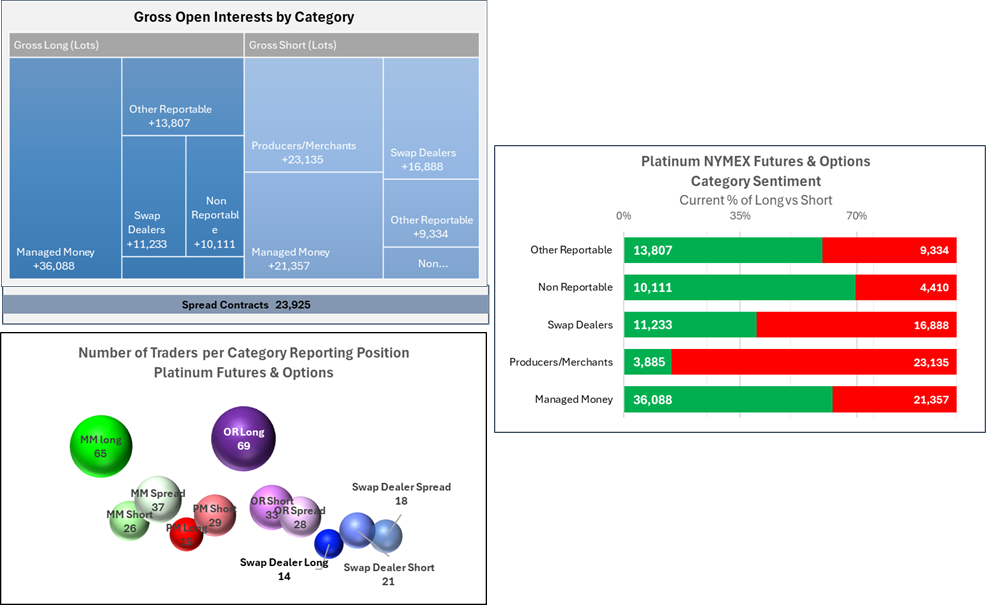 Gross Open Interests by Category
Gross Long (Lots)
Gross Short (Lots)
Managed Money
+36,088
Other Reportable
+13,807
Swap
Dealers
+11,233
Non
Reportabl
e
+10,111
Producers/Merchants
+23,135
Managed Money
+21,357
Swap Dealers
+16,888
Other Reportable
+9,334
Non...
Spread Contracts 23,925
Number of Traders per Category Reporting Position
Platinum Futures & Options
MM long
65
OR Long
69
MM Spread
37
MM Short
26
PM Short
29
PM Long
OR Short
33
OR Spread
28
Swap Dealer Spread
18
Swap Dealer Long
14
Swap Dealer Short
21
Platinum NYMEX Futures & Options
Category Sentiment
Current % of Long vs Short
0% 35% 70%
Other Reportable 13,807 9,334
Non Reportable 10,111 4,410
Swap Dealers 11,233 16,888
Producers/Merchants 3,885 23,135
Managed Money 36,088 21,357